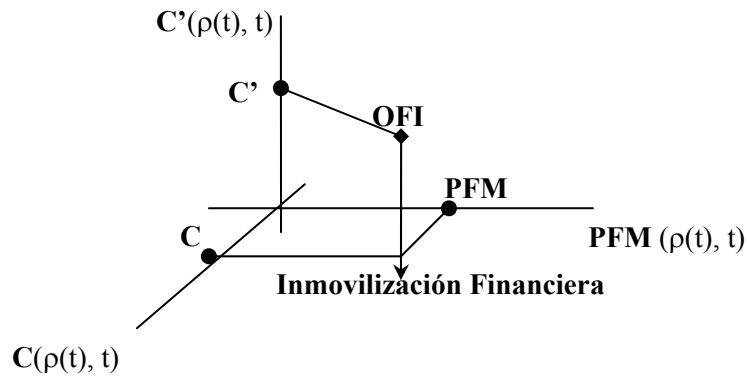 C’(ρ(t), t)
C’
OFI
PFM
C
PFM (ρ(t), t)
Inmovilización Financiera
C(ρ(t), t)